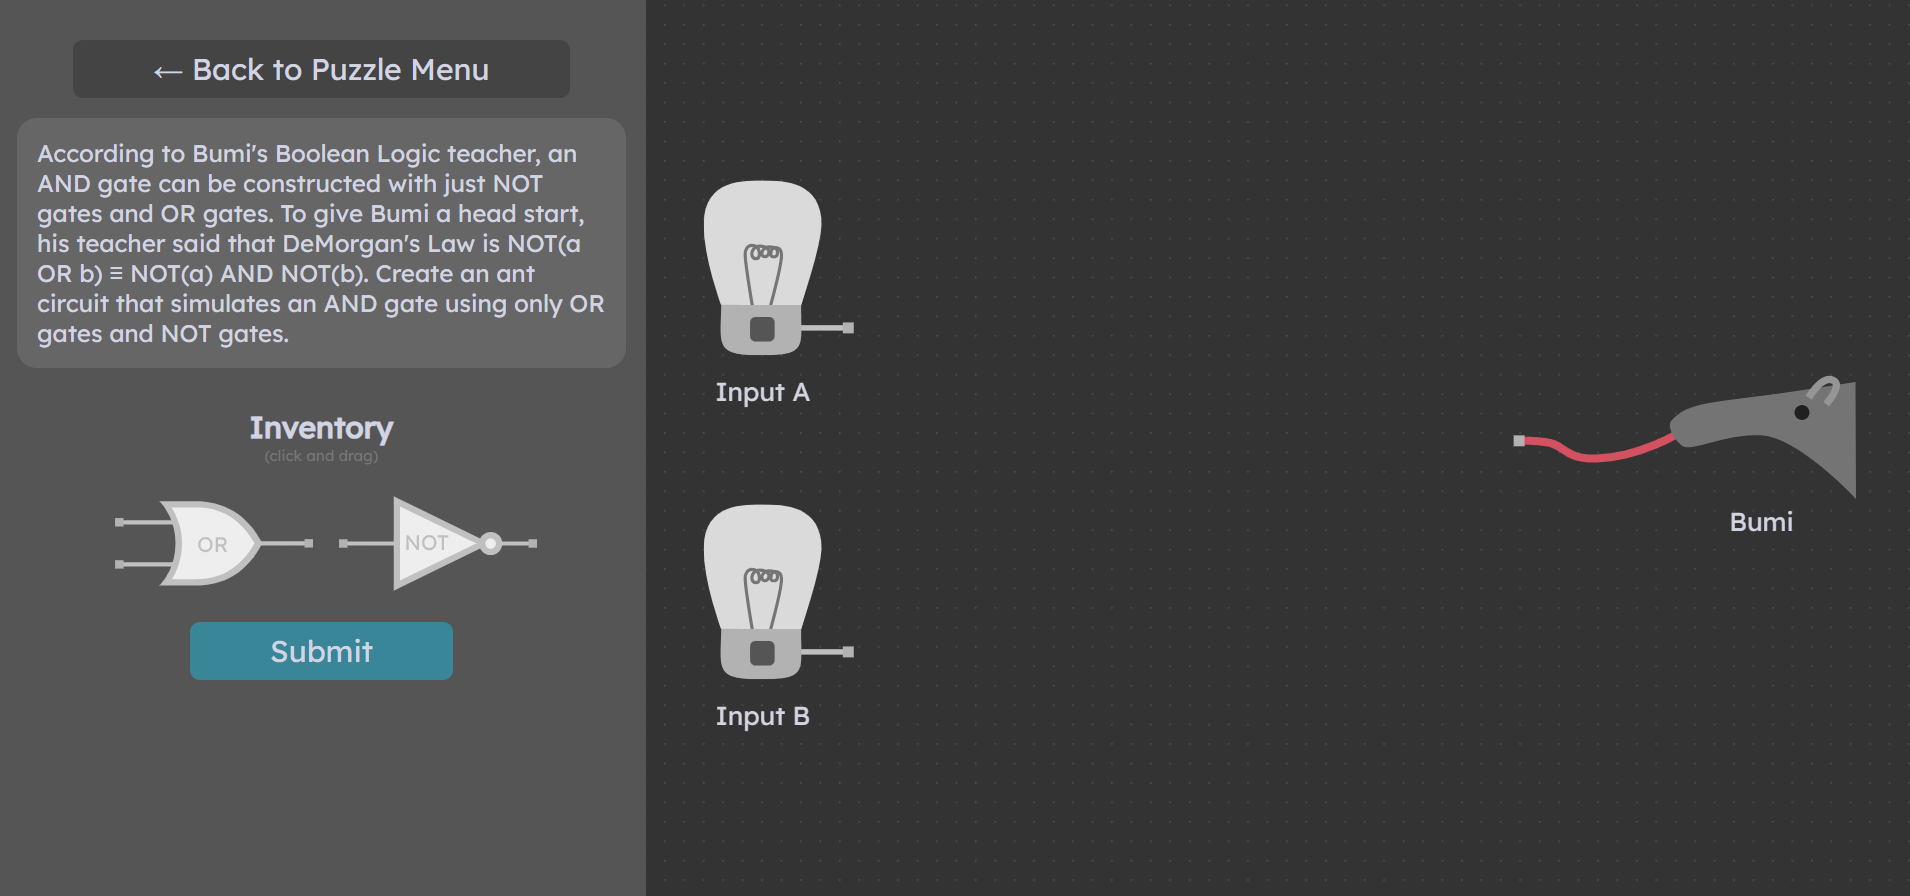 ← Back to Puzzle Menu
According to Bumi's Boolean Logic teacher, an
AND gate can be constructed with just NOT
gates and OR gates. To give Bumi a head start,
his teacher said that DeMorgan's Law is NOT(a
OR b) ≡ NOT(a) AND NOT(b). Create an ant
circuit that simulates an AND gate using only OR
gates and NOT gates.
Inventory
(click and drag)
OR
NOT
Submit
Input A
Input B
Bumi